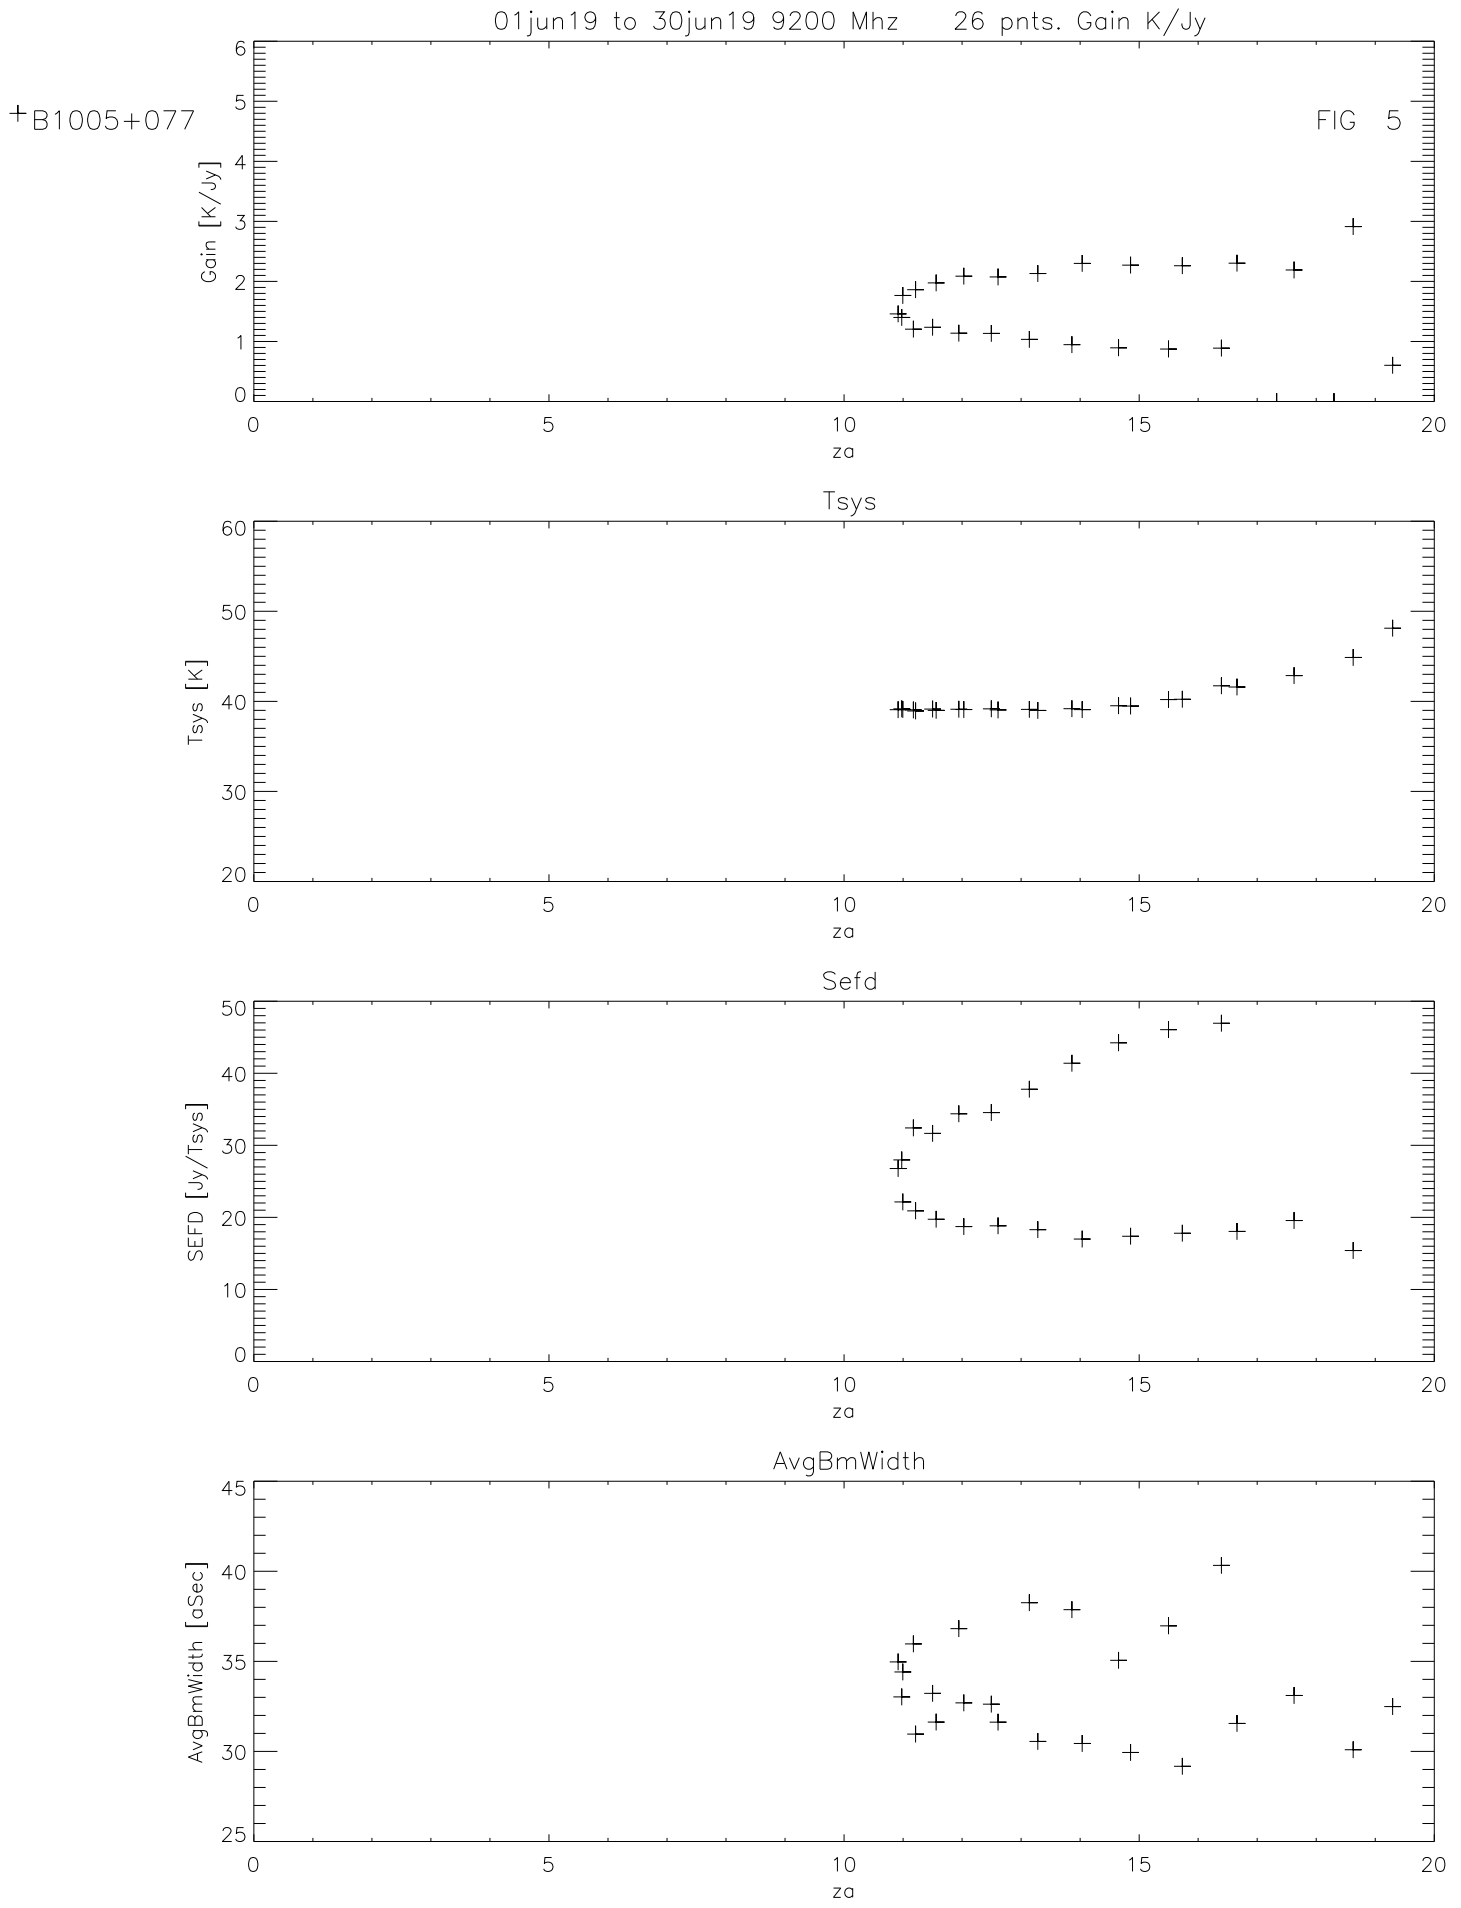 01jun19 to 30jun19 9200 Mhz 26 pnts. Gain K/Jy
+B1005+077
FIG 5
Gain [K/Jy]
6
5
4
3
2
1
0
0 5 10 15 20
za
Tsys
Tsys [K]
60
50
40
30
20
0 5 10 15 20
za
Sefd
SEFD [Jy/Tsys]
50
40
30
20
10
0
0 5 10 15 20
za
AvgBmWidth
AvgBmWidth [aSec]
45
40
35
30
25
0 5 10 15 20
za